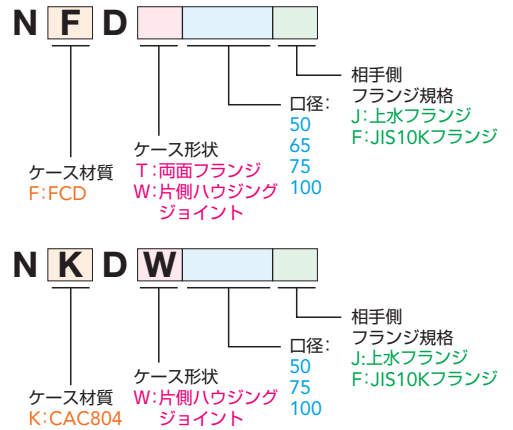 N F D
相手側
フランジ規格
J：上水フランジ
F：JIS10Kフランジ
口径：
50
65
75
100
ケース形状
T：両面フランジ
W：片側ハウジング
ジョイント
ケース材質
F：FCD
N K D W
相手側
フランジ規格
J:上水フランジ
F：JIS10Kフランジ
口径：
50
75
100
ケース形状
W：片側ハウジング
ジョイント
ケース材質
K：CAC804